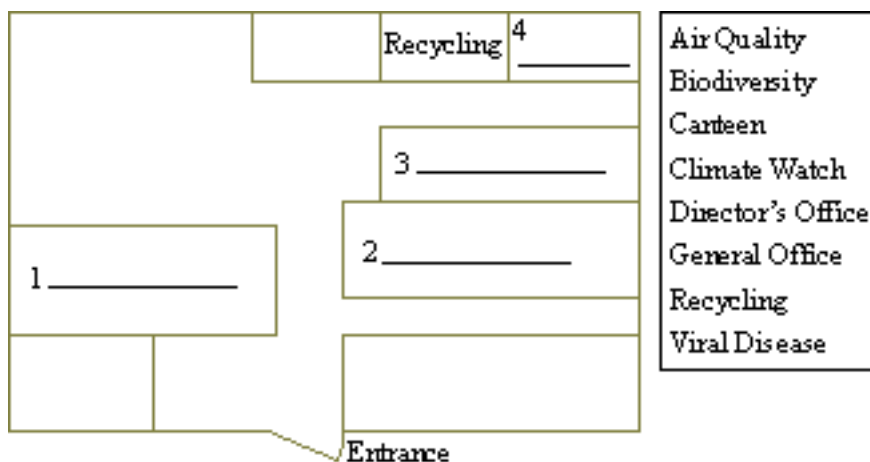 Recycling
4
3
2
1
Entrance
Air Quality
Biodiversity
Canteen
Climate Watch
Director's Office
General Office
Recycling
Viral Disease